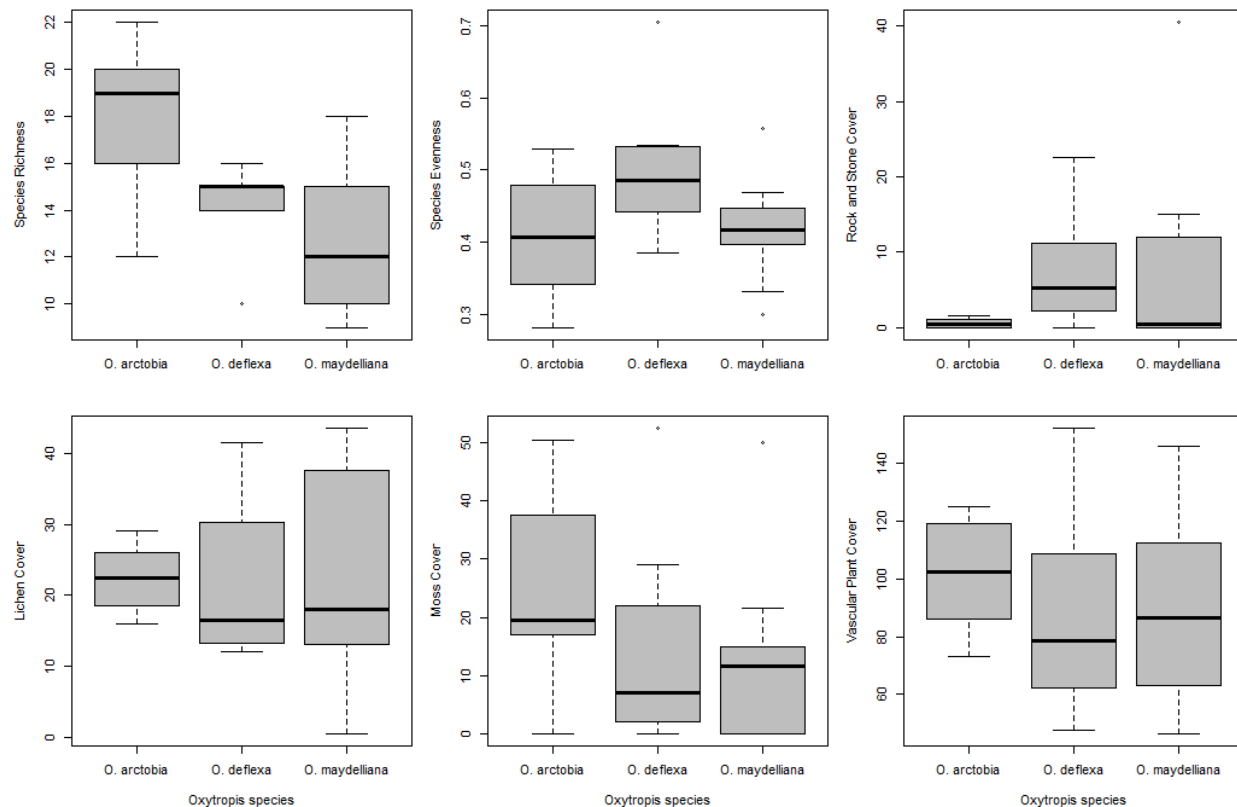 Species Richness
22
20
18
16
14
12
10
O. arctobia O. deflexa O. maydelliana
Species Evenness
0.7
0.6
0.5
0.4
0.3
O. arctobia O. deflexa O. maydelliana
Rock and Stone Cover
40
30
20
10
0
O. arctobia O. deflexa O. maydelliana
Lichen Cover
40
30
20
10
0
O. arctobia O. deflexa O. maydelliana
Oxytropis species
Moss Cover
50
40
30
20
10
0
O. arctobia O. deflexa O. maydelliana
Oxytropis species
Vascular Plant Cover
140
120
100
80
60
O. arctobia O. deflexa O. maydelliana
Oxytropis species